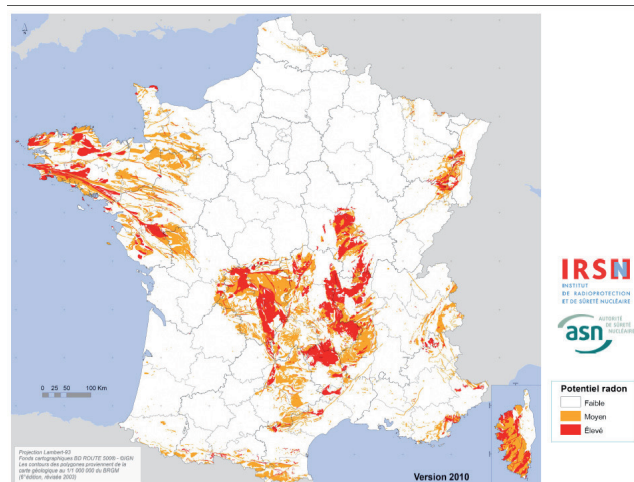 IRSN
INSTITUT
DE RADIOPROTECTION
ET DE SÛRETÉ NUCLÉAIRE
asn
AUTORITÉ
DE SÛRETÉ
NUCLÉAIRE
0 25 50 100 Km
Potentiel radon
Faible
Moyen
Élevé
Projection Lambert-93
Fonds cartographiques BD ROUTE 500® - ©IGN
Les contours des polygones proviennent de la
carte géologique au 1/1 000 000 du BRGM
(6e édition, révisée 2003)
Version 2010